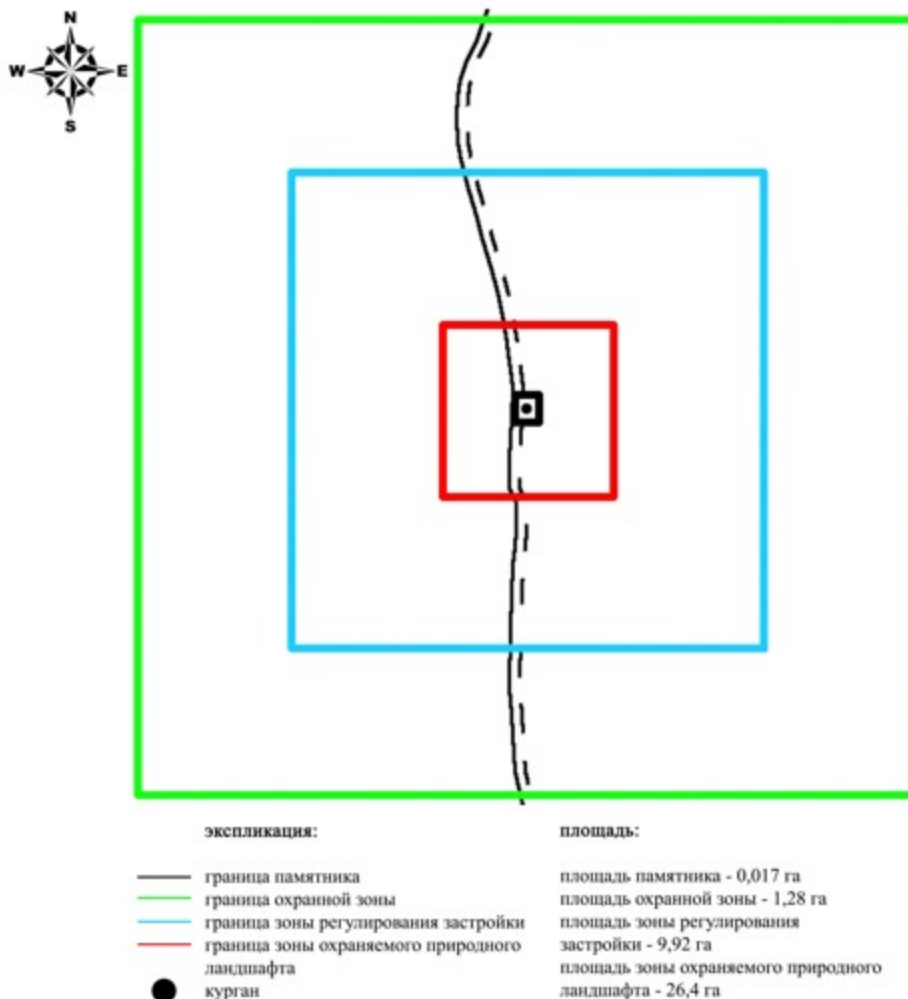 N
W E
S
экспликация:
граница памятника
граница охранной зоны
граница зоны регулирования застройки
граница зоны охраняемого природного
ландшафта
курган
площадь:
площадь памятника - 0,017 га
площадь охранной зоны - 1,28 га
площадь зоны регулирования
застройки - 9,92 га
площадь зоны охраняемого природного
ландшафта - 26,4 га